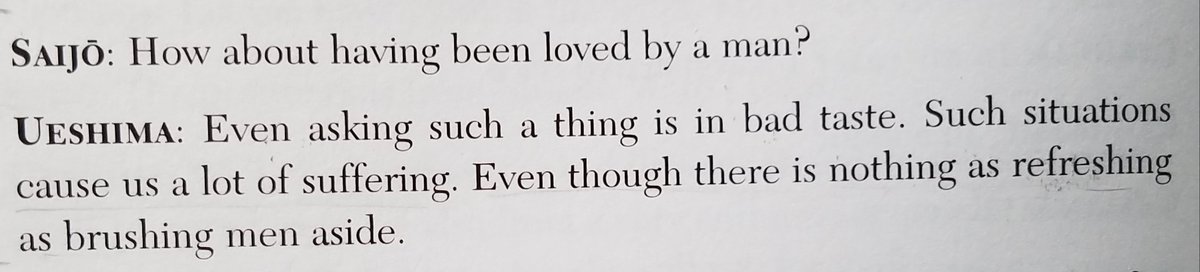 SAIJŌ: How about having been loved by a man?
UESHIMA: Even asking such a thing is in bad taste. Such situations
cause us a lot of suffering. Even though there is nothing as refreshing
as brushing men aside.